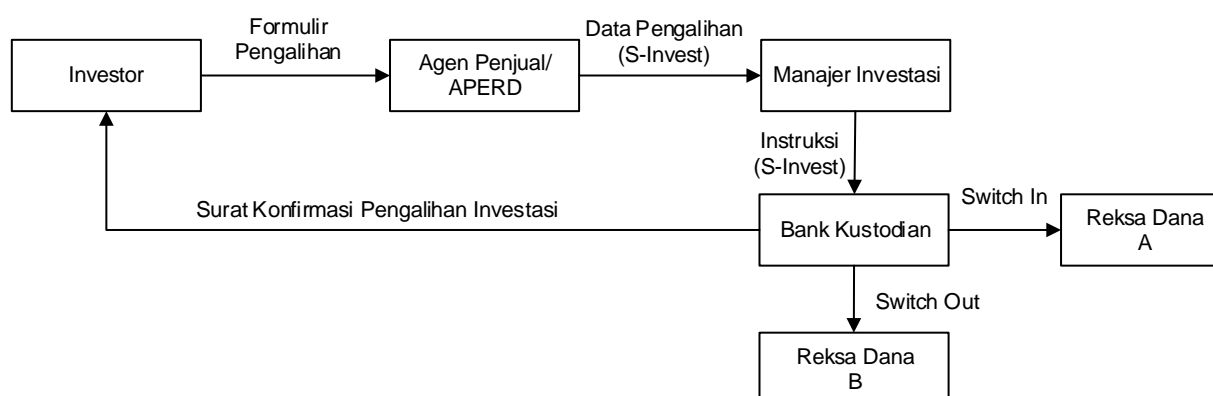 Formulir
Pengalihan
Data Pengalihan
(S-Invest)
Investor
Agen Penjual/
APERD
Manajer Investasi
Instruksi
(S-Invest)
Surat Konfirmasi Pengalihan Investasi
Switch In
Bank Kustodian
Reksa Dana
A
Switch Out
Reksa Dana
B